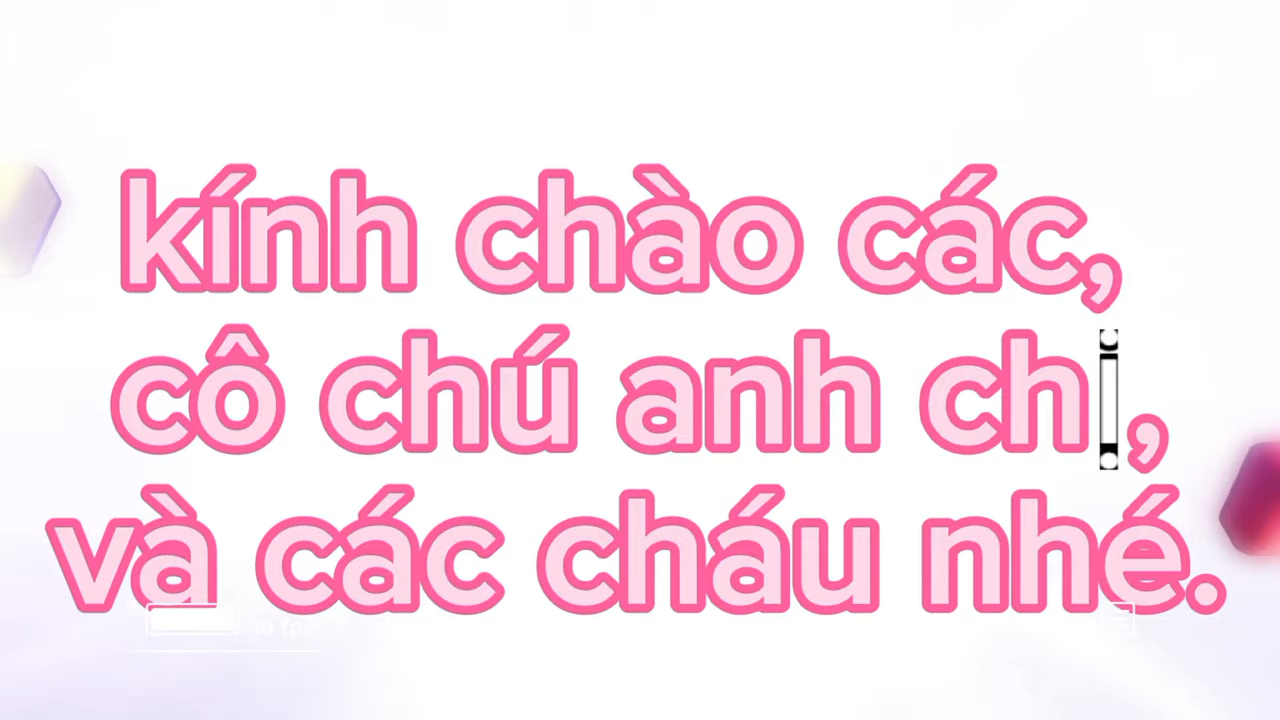 kính chào các,
cô chú anh chị,
và các cháu nhé.